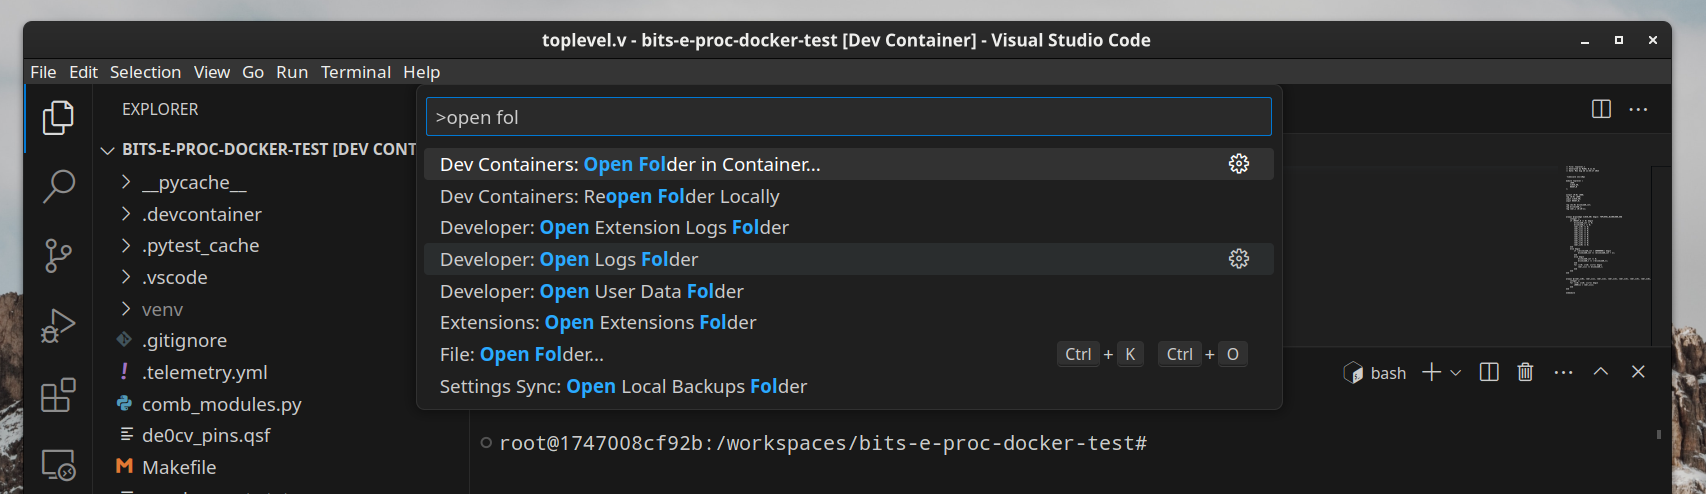 toplevel.v - bits-e-proc-docker-test [Dev Container] - Visual Studio Code
File Edit Selection View Go Run Terminal Help
EXPLORER
BITS-E-PROC-DOCKER-TEST [DEV CONT
__pycache__
.devcontainer
.pytest_cache
.vscode
venv
.gitignore
.telemetry.yml
comb_modules.py
de0cv_pins.qsf
Makefile
>open fol
Dev Containers: Open Folder in Container...
Dev Containers: Reopen Folder Locally
Developer: Open Extension Logs Folder
Developer: Open Logs Folder
Developer: Open User Data Folder
Extensions: Open Extensions Folder
File: Open Folder... Ctrl + K Ctrl + O
Settings Sync: Open Local Backups Folder
bash
root@1747008cf92b:/workspaces/bits-e-proc-docker-test#